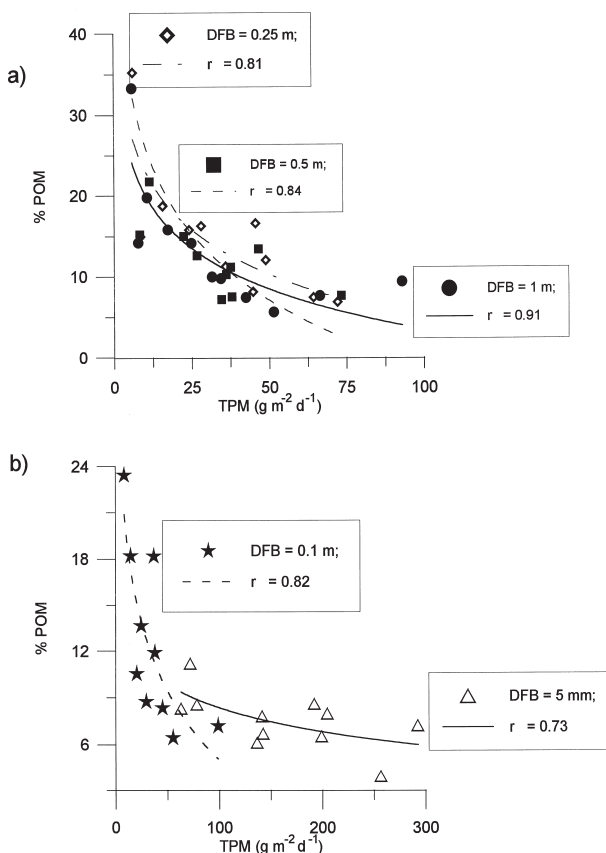 a)
DFB = 0.25 m;
r = 0.81
DFB = 0.5 m;
r = 0.84
DFB = 1 m;
r = 0.91
40
30
20
10
0
% POM
0 25 50 75 100
TPM (g m⁻² d⁻¹)
b)
DFB = 0.1 m;
r = 0.82
DFB = 5 mm;
r = 0.73
24
18
12
6
% POM
0 100 200 300
TPM (g m⁻² d⁻¹)